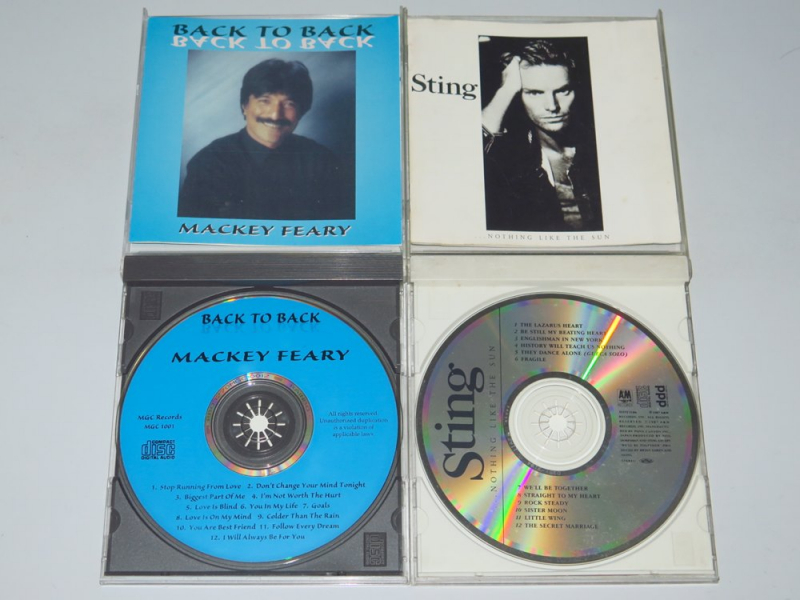 BACK TO BACK
BACK TO BACK
MACKEY FEARY
Sting
NOTHING LIKE THE SUN
BACK TO BACK
MACKEY FEARY
MGC Records
MGC 1001
All rights reserved.
Unauthorized duplication
is a violation of
applicable laws.
COMPACT
disc
DIGITAL AUDIO
1. Stop Running From Love 2. Don't Change Your Mind Tonight
3. Biggest Part Of Me 4. I'm Not Worth The Hurt
5. Love is Blind 6. You In My Life 7. Goals
8. Love Is On My Mind 9. Colder Than The Rain
10. You Are Best Friend 11. Follow Every Dream
12. I Will Always Be For You
Sting
NOTHING LIKE THE SUN
1 THE LAZARUS HEART
2 BE STILL MY BEATING HEART
3 ENGLISHMAN IN NEW YORK
4 HISTORY WILL TEACH US NOTHING
5 THEY DANCE ALONE (GUECA SOLO)
6 FRAGILE
A&M
disc
DDD
STEREO
7 WE'LL BE TOGETHER
8 STRAIGHT TO MY HEART
9 ROCK STEADY
10 SISTER MOON
11 LITTLE WING
12 THE SECRET MARRIAGE